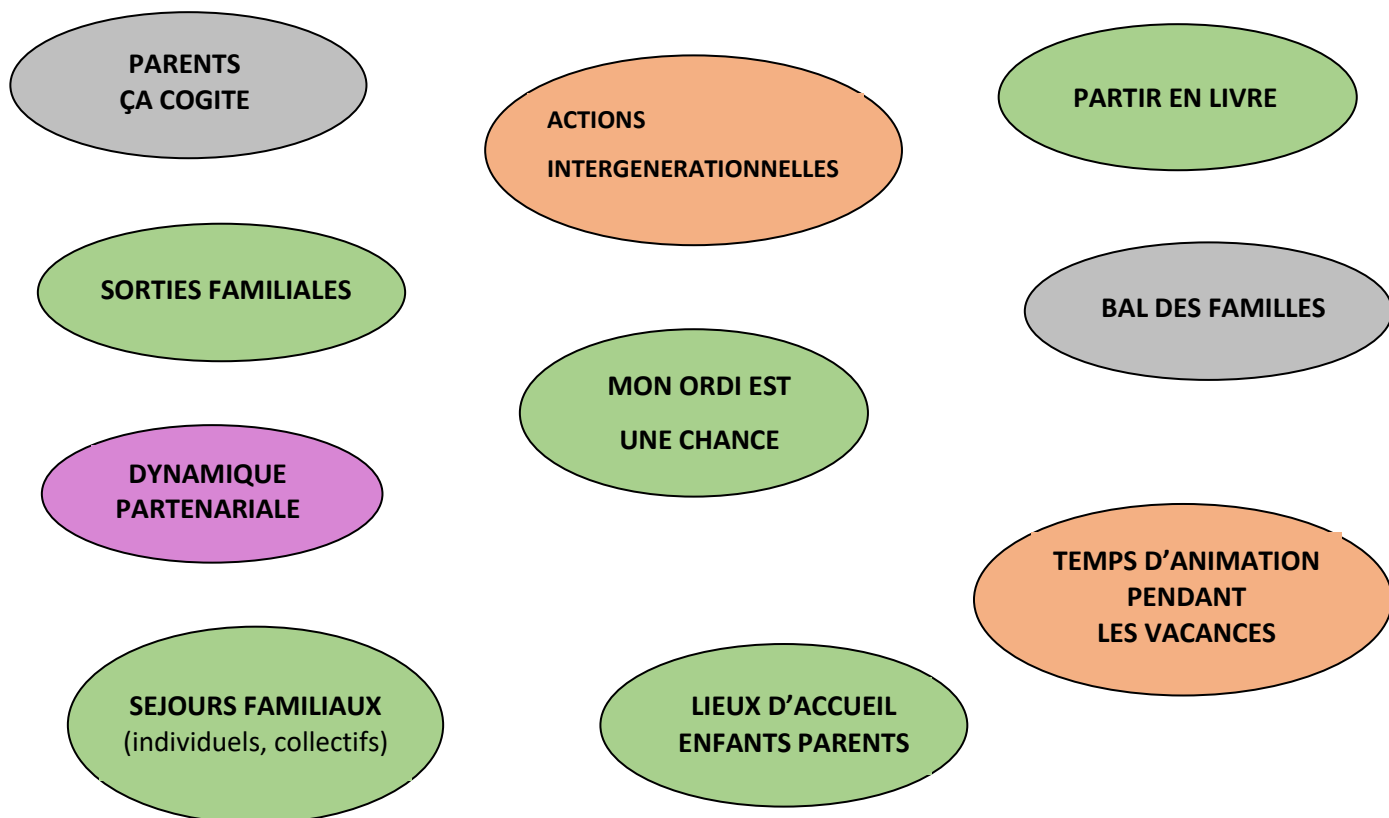 PARENTS
ÇA COGITE
ACTIONS
INTERGENERATIONNELLES
PARTIR EN LIVRE
SORTIES FAMILIALES
BAL DES FAMILLES
MON ORDI EST
UNE CHANCE
DYNAMIQUE
PARTENARIALE
TEMPS D’ANIMATION
PENDANT
LES VACANCES
SEJOURS FAMILIAUX
(individuels, collectifs)
LIEUX D’ACCUEIL
ENFANTS PARENTS